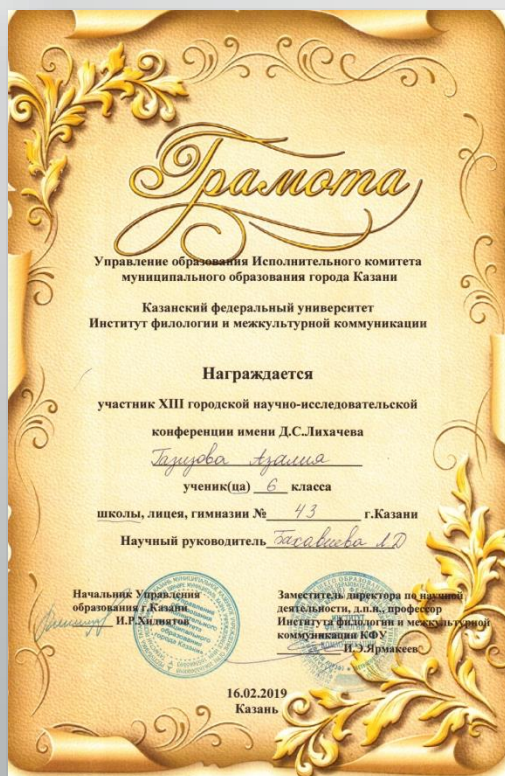 Грамота
Управление образования Исполнительного комитета
муниципального образования города Казани
Казанский федеральный университет
Институт филологии и межкультурной коммуникации
Награждается
участник XIII городской научно-исследовательской
конференции имени Д.С.Лихачева
Газизова Азалия
ученик(ца) 6 класса
школы, лицея, гимназии № 43 г.Казани
Научный руководитель Л.Д
Начальник Управления
образования г.Казани
И.Р.Хидиятов
Заместитель директора по научной
деятельности, д.п.н., профессор
Института филологии и межкультурной
коммуникации КФУ
И.Э.Ярмакеев
16.02.2019
Казань